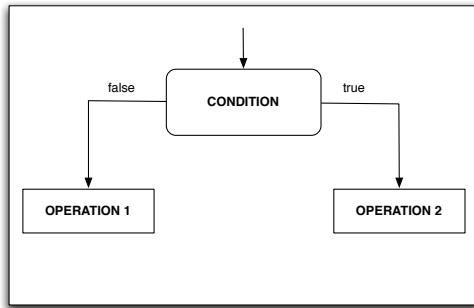 false
true
CONDITION
OPERATION 1
OPERATION 2